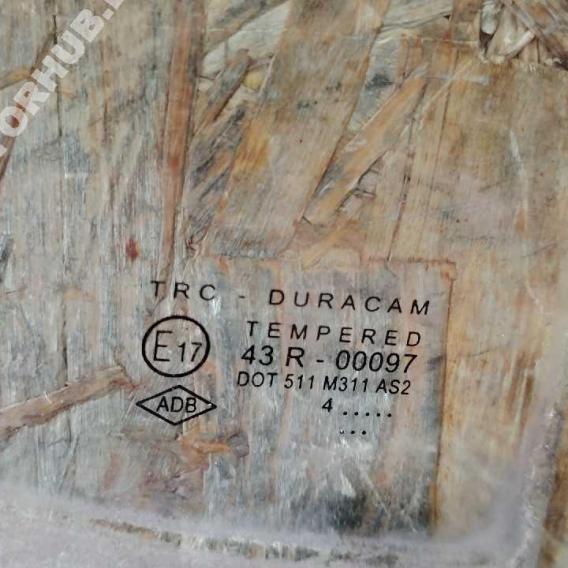 TRC - DURACAM
TEMPERED
E17
43 R - 00097
DOT 511 M311 AS2
ADB
4 .....
...